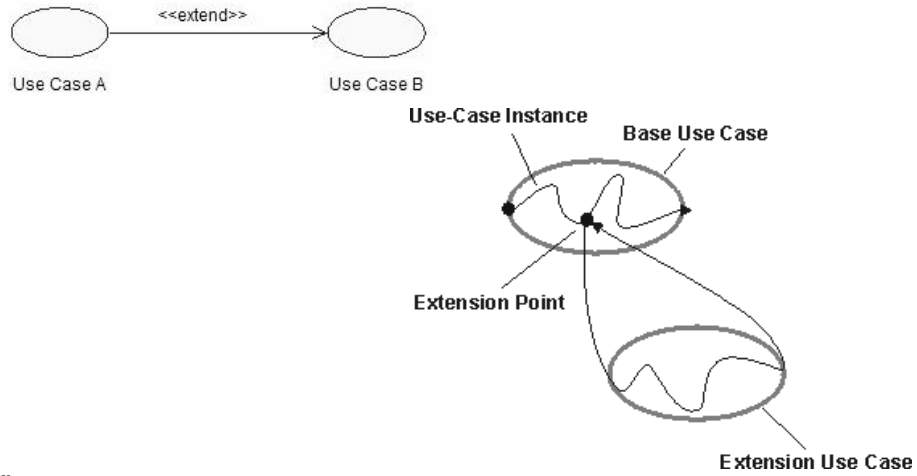 <<extend>>
Use Case A
Use Case B
Use-Case Instance
Base Use Case
Extension Point
Extension Use Case